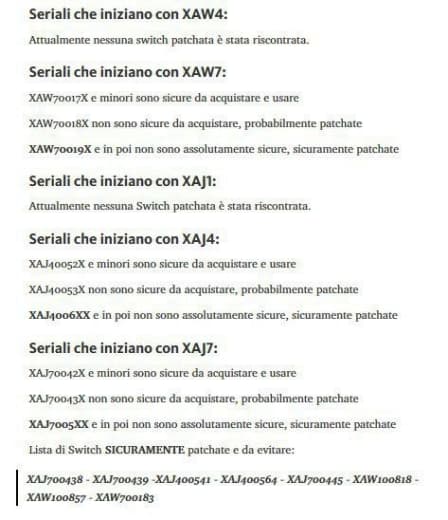 Seriali che iniziano con XAW4:
Attualmente nessuna switch patchata è stata riscontrata.
Seriali che iniziano con XAW7:
XAW70017X e minori sono sicure da acquistare e usare
XAW70018X non sono sicure da acquistare, probabilmente patchate
XAW70019X e in poi non sono assolutamente sicure, sicuramente patchate
Seriali che iniziano con XAJ1:
Attualmente nessuna Switch patchata è stata riscontrata.
Seriali che iniziano con XAJ4:
XAJ40052X e minori sono sicure da acquistare e usare
XAJ40053X non sono sicure da acquistare, probabilmente patchate
XAJ4006XX e in poi non sono assolutamente sicure, sicuramente patchate
Seriali che iniziano con XAJ7:
XAJ70042X e minori sono sicure da acquistare e usare
XAJ70043X non sono sicure da acquistare, probabilmente patchate
XAJ7005XX e in poi non sono assolutamente sicure, sicuramente patchate
Lista di Switch SICURAMENTE patchate e da evitare:
XAJ700438 - XAJ700439 -XAJ400541 - XAJ400564 - XAJ700445 - XAW100818 -
XAW100857 - XAW700183